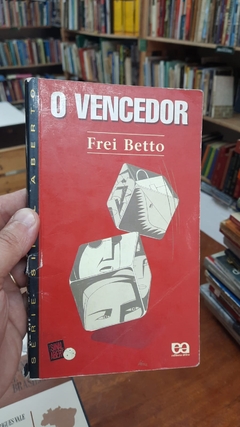 O VENCEDOR
Frei Betto
SÉRIE SINAL ABERTO